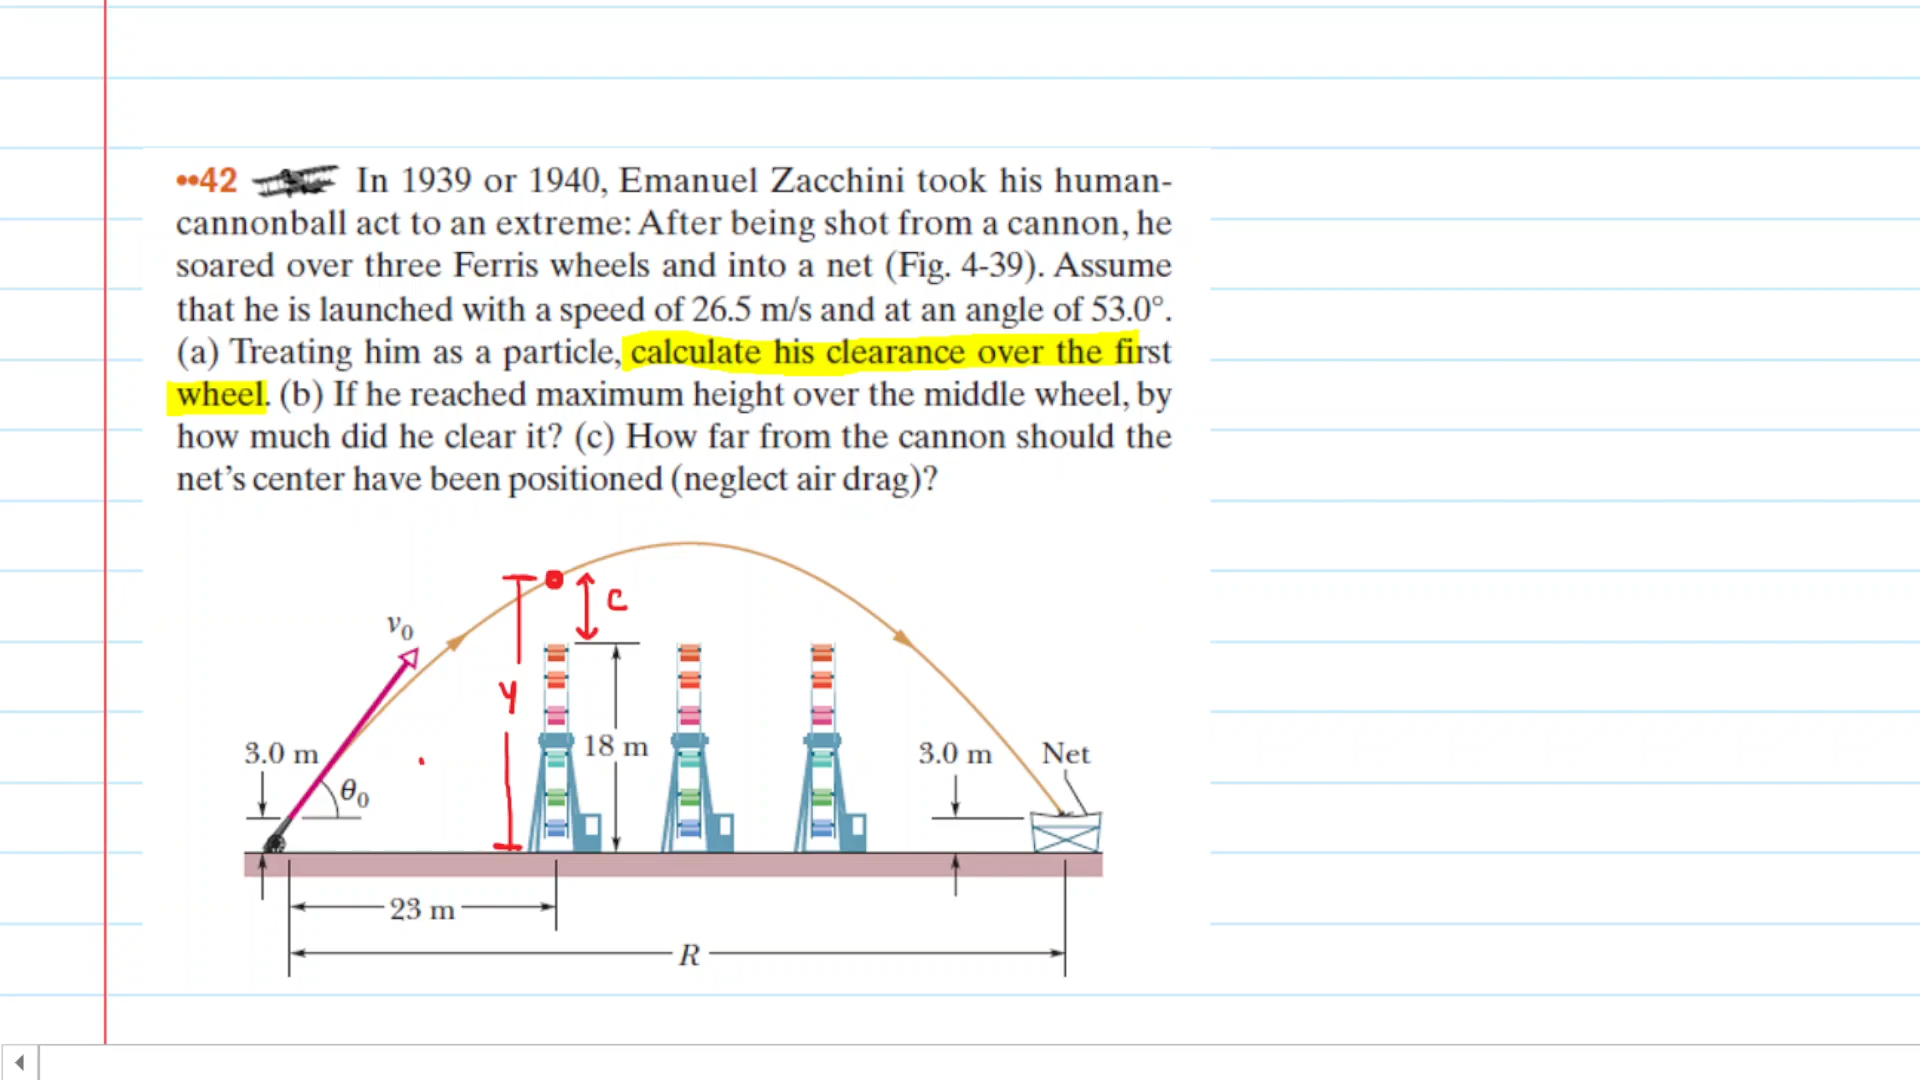 ••42 In 1939 or 1940, Emanuel Zacchini took his human-
cannonball act to an extreme: After being shot from a cannon, he
soared over three Ferris wheels and into a net (Fig. 4-39). Assume
that he is launched with a speed of 26.5 m/s and at an angle of 53.0°.
(a) Treating him as a particle, calculate his clearance over the first
wheel. (b) If he reached maximum height over the middle wheel, by
how much did he clear it? (c) How far from the cannon should the
net's center have been positioned (neglect air drag)?
c
v0
y
3.0 m
18 m
3.0 m
Net
θ0
23 m
R